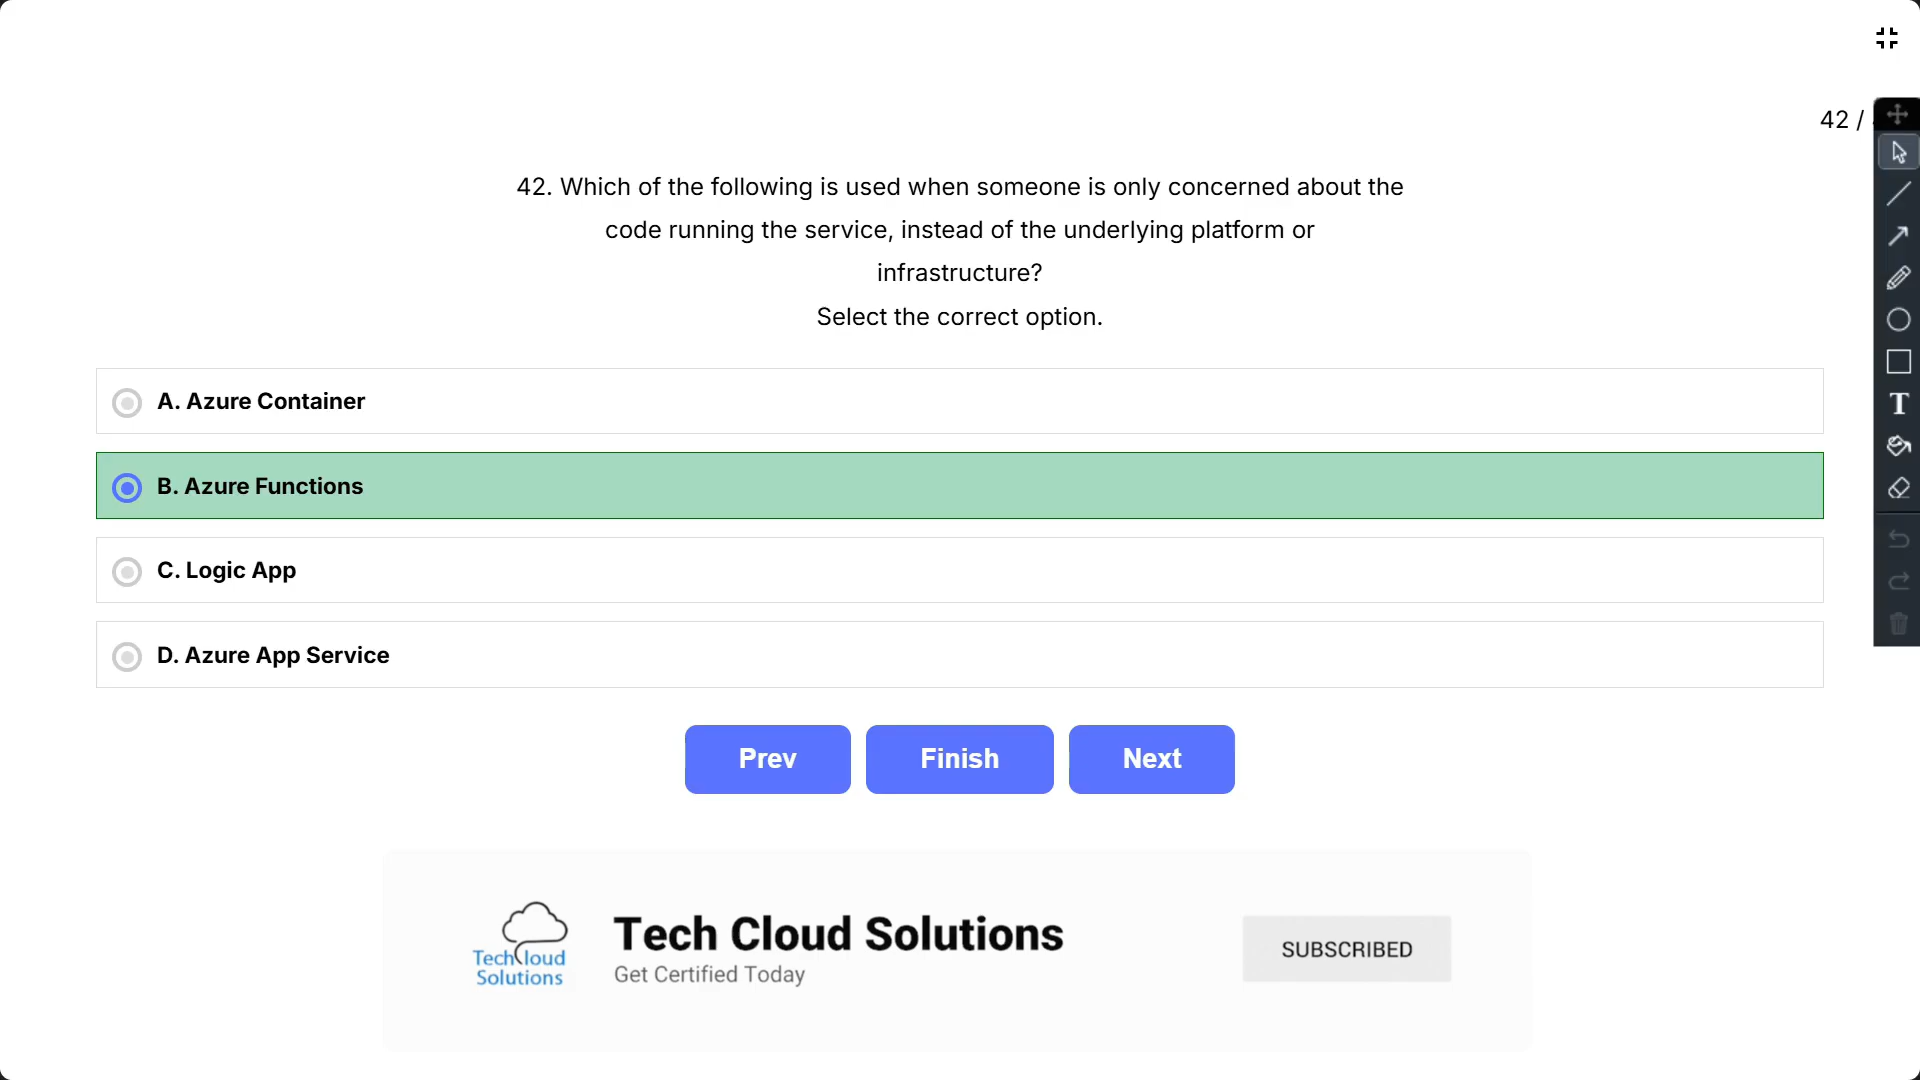 42 /
42. Which of the following is used when someone is only concerned about the
code running the service, instead of the underlying platform or
infrastructure?
Select the correct option.
A. Azure Container
B. Azure Functions
C. Logic App
D. Azure App Service
Prev
Finish
Next
Tech Cloud Solutions
Get Certified Today
Tech loud
Solutions
SUBSCRIBED
T